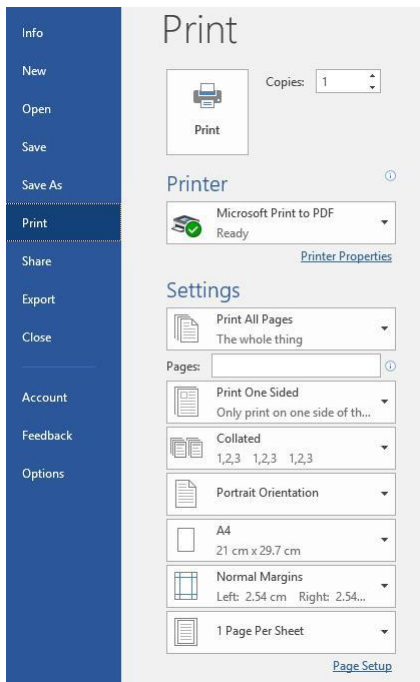 Info
New
Open
Save
Save As
Print
Share
Export
Close
Account
Feedback
Options
Print
Print
Copies: 1
Printer
Microsoft Print to PDF
Ready
Printer Properties
Settings
Print All Pages
The whole thing
Pages:
Print One Sided
Only print on one side of th...
Collated
1,2,3 1,2,3 1,2,3
Portrait Orientation
A4
21 cm x 29.7 cm
Normal Margins
Left: 2.54 cm Right: 2.54...
1 Page Per Sheet
Page Setup